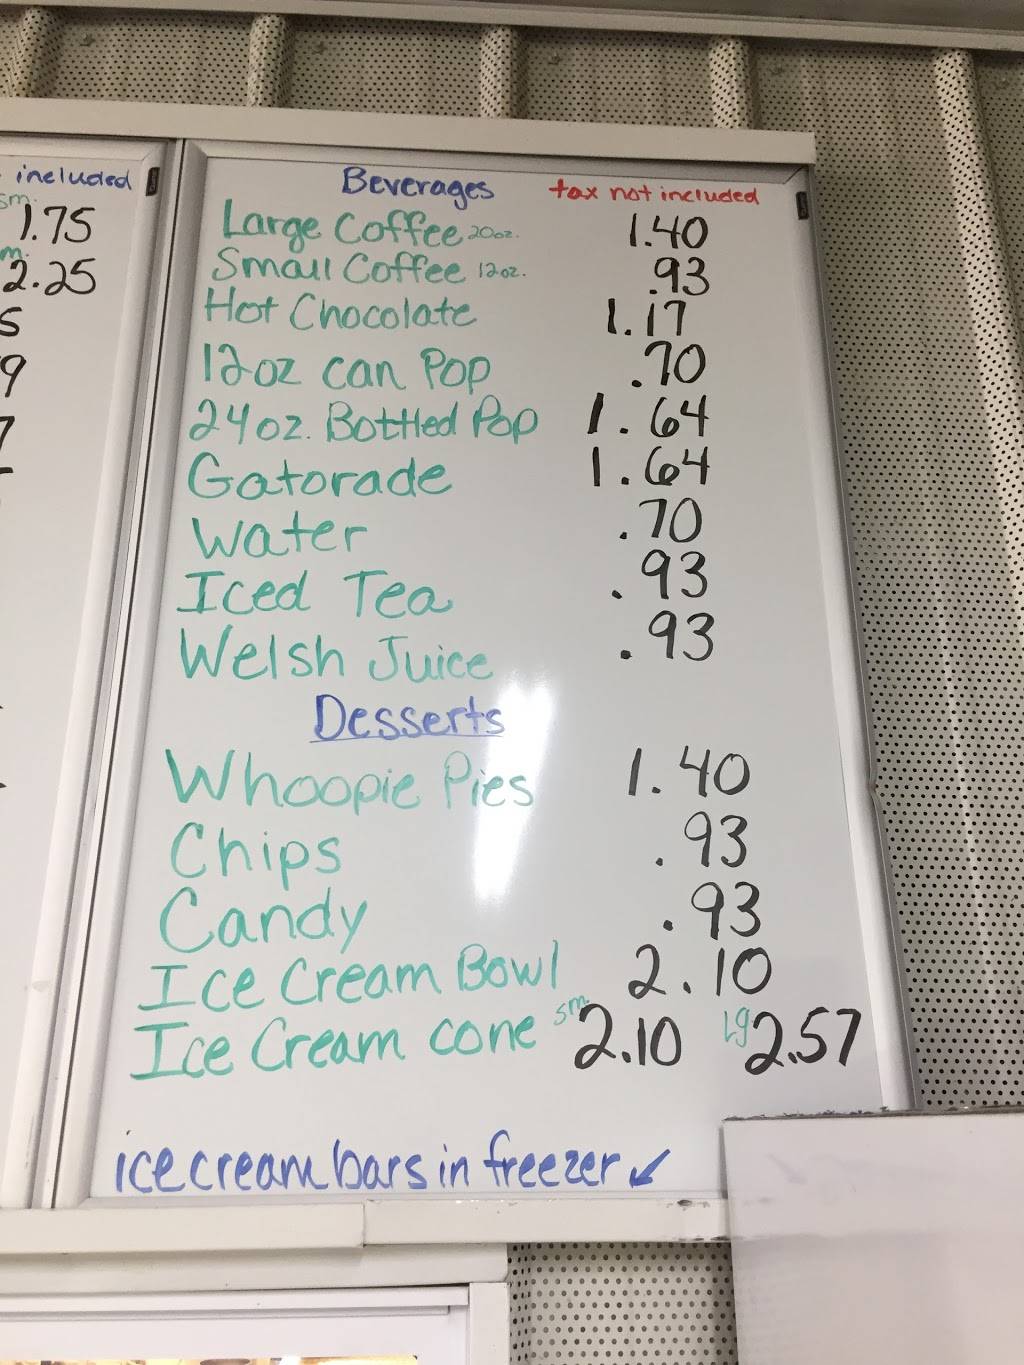 included
sm.
1.75
m.
2.25
5
9
7
Beverages tax not included
Large Coffee 20oz. 1.40
Small Coffee 12oz. .93
Hot Chocolate 1.17
12oz can Pop .70
24oz. Bottled Pop 1.64
Gatorade 1.64
Water .70
Iced Tea .93
Welsh Juice .93
Desserts
Whoopie Pies 1.40
Chips .93
Candy .93
Ice Cream Bowl 2.10
Ice Cream cone sm. 2.10 Lg 2.57
ice cream bars in freezer ↙